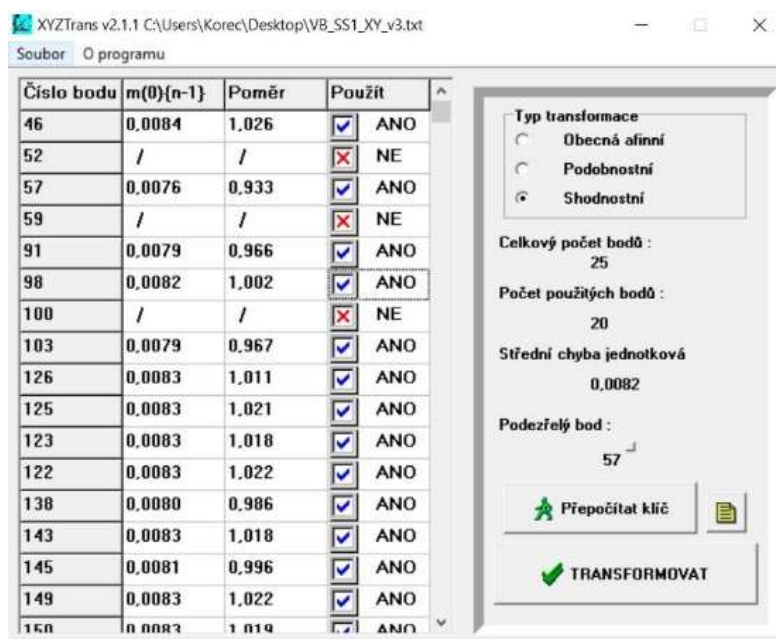 XYZTrans v2.1.1 C:\Users\Korec\Desktop\VB_SS1_XY_v3.txt
Soubor O programu
Číslo bodu m(0){n-1} Poměr Použít
46 0,0084 1,026 ANO
52 / / NE
57 0,0076 0,933 ANO
59 / / NE
91 0,0079 0,966 ANO
98 0,0082 1,002 ANO
100 / / NE
103 0,0079 0,967 ANO
126 0,0083 1,011 ANO
125 0,0083 1,021 ANO
123 0,0083 1,018 ANO
122 0,0083 1,022 ANO
138 0,0080 0,986 ANO
143 0,0083 1,018 ANO
145 0,0081 0,996 ANO
149 0,0083 1,022 ANO
150 0,0083 1,019 ANO
Typ transformace
Obecná afinní
Podobnostní
Shodnostní
Celkový počet bodů :
25
Počet použitých bodů :
20
Střední chyba jednotková
0,0082
Podezřelý bod :
57
Přepočítat klíč
TRANSFORMOVAT